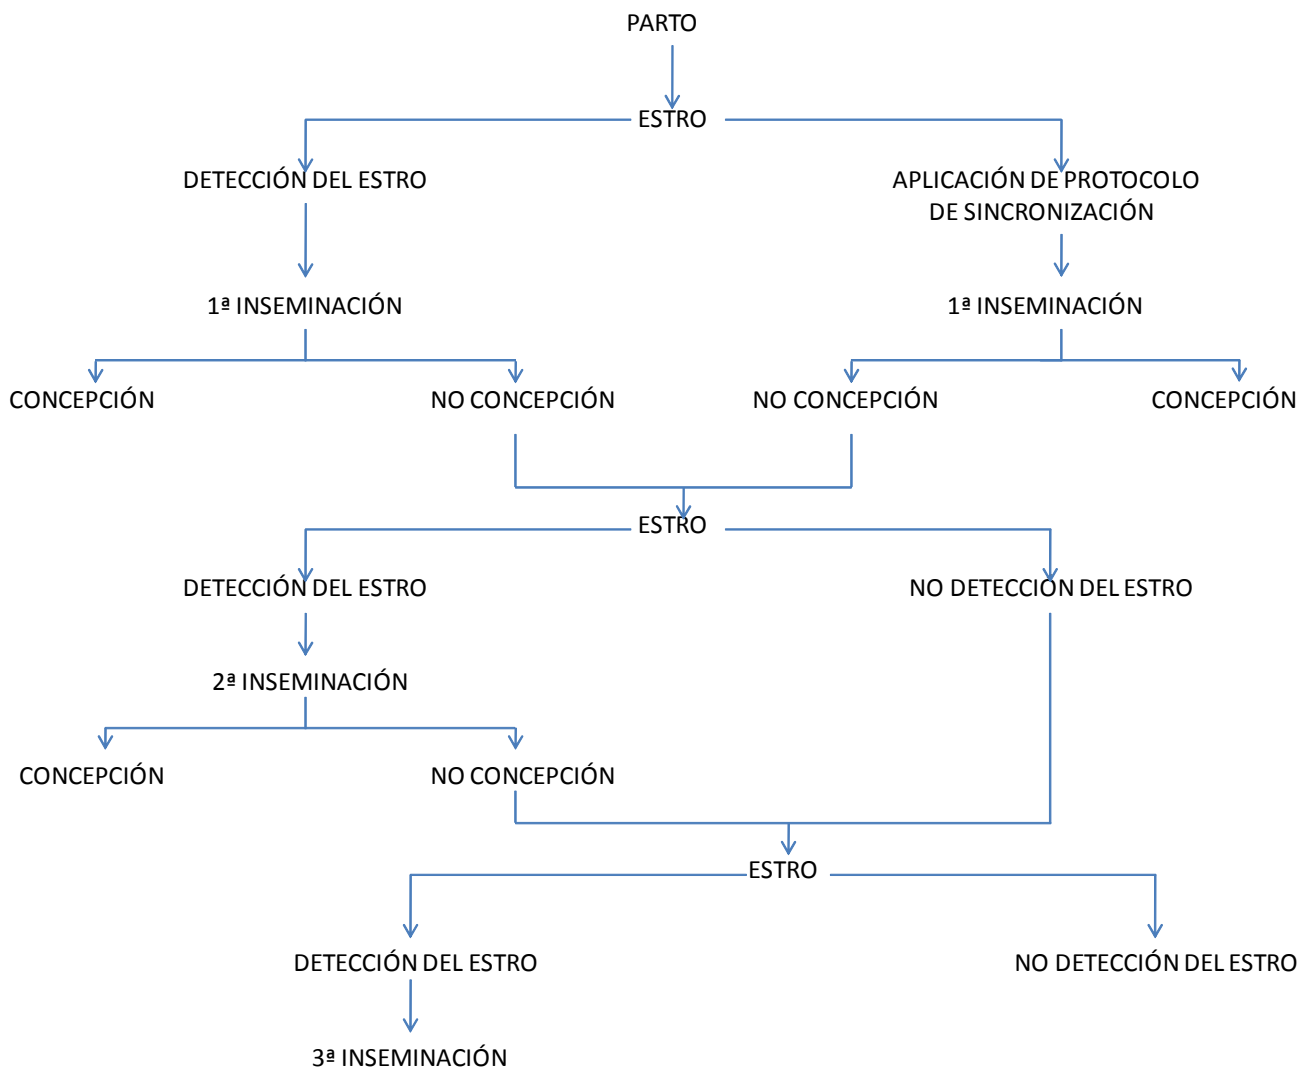 PARTO
ESTRO
DETECCIÓN DEL ESTRO
APLICACIÓN DE PROTOCOLO
DE SINCRONIZACIÓN
1ª INSEMINACIÓN
1ª INSEMINACIÓN
CONCEPCIÓN
NO CONCEPCIÓN
NO CONCEPCIÓN
CONCEPCIÓN
ESTRO
DETECCIÓN DEL ESTRO
NO DETECCIÓN DEL ESTRO
2ª INSEMINACIÓN
CONCEPCIÓN
NO CONCEPCIÓN
ESTRO
DETECCIÓN DEL ESTRO
NO DETECCIÓN DEL ESTRO
3ª INSEMINACIÓN